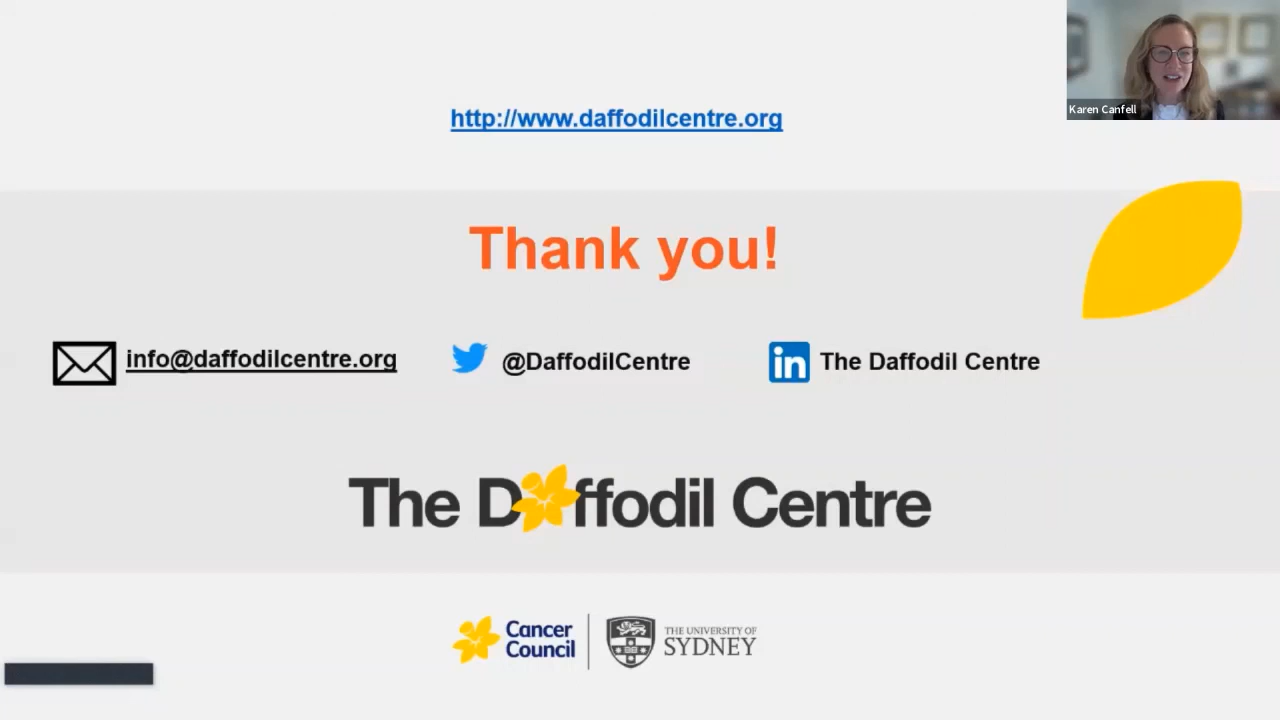 http://www.daffodilcentre.org
Karen Canfell
Thank you!
info@daffodilcentre.org
@DaffodilCentre
in The Daffodil Centre
The Daffodil Centre
Cancer
Council
THE UNIVERSITY OF
SYDNEY